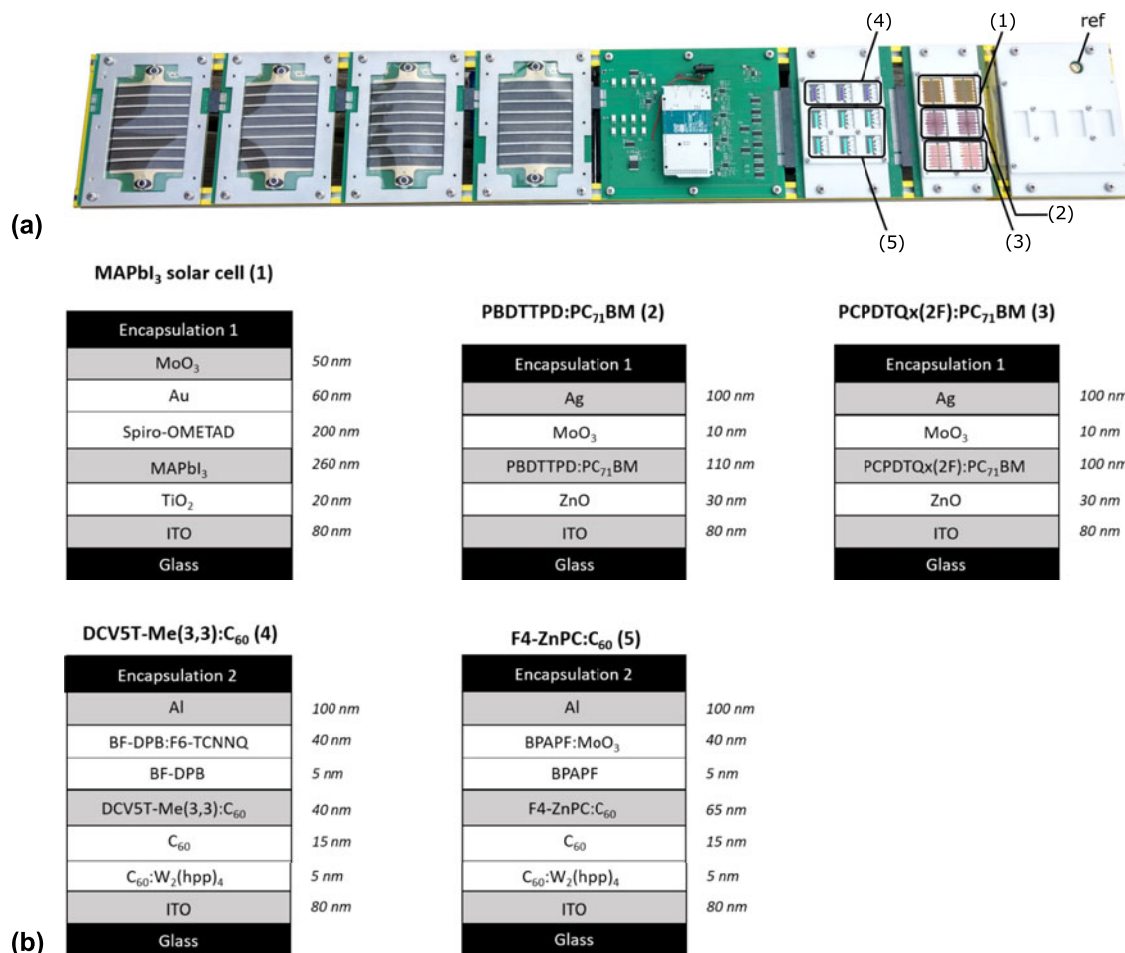 (4)
(1)
ref
(a)
(5)
(3)
(2)
MAPbI₃ solar cell (1)
Encapsulation 1
MoO₃ 50 nm
Au 60 nm
Spiro-OMETAD 200 nm
MAPbI₃ 260 nm
TiO₂ 20 nm
ITO 80 nm
Glass
PBDTTPD:PC₇₁BM (2)
Encapsulation 1
Ag 100 nm
MoO₃ 10 nm
PBDTTPD:PC₇₁BM 110 nm
ZnO 30 nm
ITO 80 nm
Glass
PCPDTQx(2F):PC₇₁BM (3)
Encapsulation 1
Ag 100 nm
MoO₃ 10 nm
PCPDTQx(2F):PC₇₁BM 100 nm
ZnO 30 nm
ITO 80 nm
Glass
DCV5T-Me(3,3):C₆₀ (4)
Encapsulation 2
Al 100 nm
BF-DPB:F6-TCNNQ 40 nm
BF-DPB 5 nm
DCV5T-Me(3,3):C₆₀ 40 nm
C₆₀ 15 nm
C₆₀:W₂(hpp)₄ 5 nm
ITO 80 nm
Glass
F4-ZnPC:C₆₀ (5)
Encapsulation 2
Al 100 nm
BPAPF:MoO₃ 40 nm
BPAPF 5 nm
F4-ZnPC:C₆₀ 65 nm
C₆₀ 15 nm
C₆₀:W₂(hpp)₄ 5 nm
ITO 80 nm
Glass
(b)